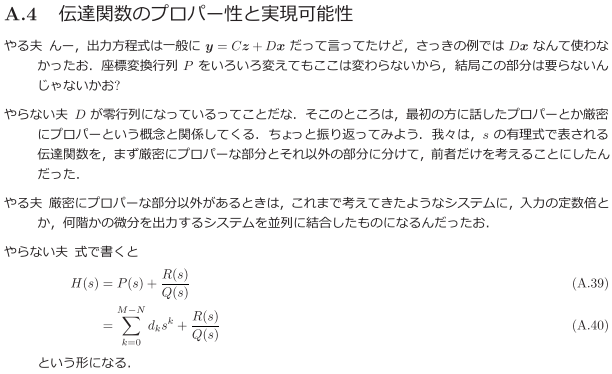 A.4 伝達関数のプロパー性と実現可能性
やる夫 んー，出力方程式は一般に y = Cz + Dx だって言ってたけど，さっきの例では Dx なんて使わな
かったお．座標変換行列 P をいろいろ変えてもここは変わらないから，結局この部分は要らないん
じゃないかお?
やらない夫 D が零行列になっているってことだな．そこのところは，最初の方に話したプロパーとか厳密
にプロパーという概念と関係してくる．ちょっと振り返ってみよう．我々は，s の有理式で表される
伝達関数を，まず厳密にプロパーな部分とそれ以外の部分に分けて，前者だけを考えることにしたん
だった．
やる夫 厳密にプロパーな部分以外があるときは，これまで考えてきたようなシステムに，入力の定数倍と
か，何階かの微分を出力するシステムを並列に結合したものになるんだったお．
やらない夫 式で書くと
H(s) = P(s) + R(s)/Q(s) (A.39)
= ∑_{k=0}^{M−N} d_k s^k + R(s)/Q(s) (A.40)
という形になる．